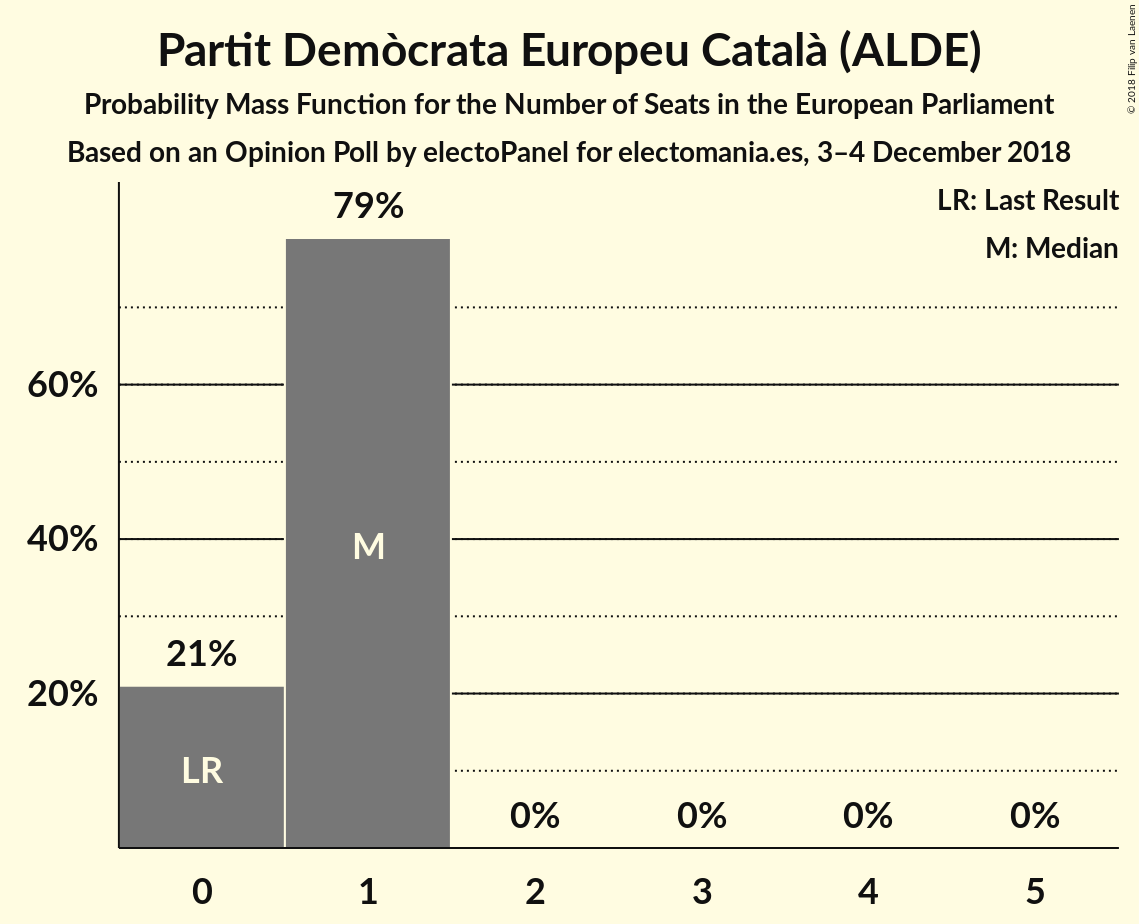 Partit Demòcrata Europeu Català (ALDE)
Probability Mass Function for the Number of Seats in the European Parliament
Based on an Opinion Poll by electoPanel for electomania.es, 3–4 December 2018
© 2018 Filip van Laenen
LR: Last Result
M: Median
79%
60%
40%
M
21%
20%
LR
0% 0% 0% 0%
0 1 2 3 4 5